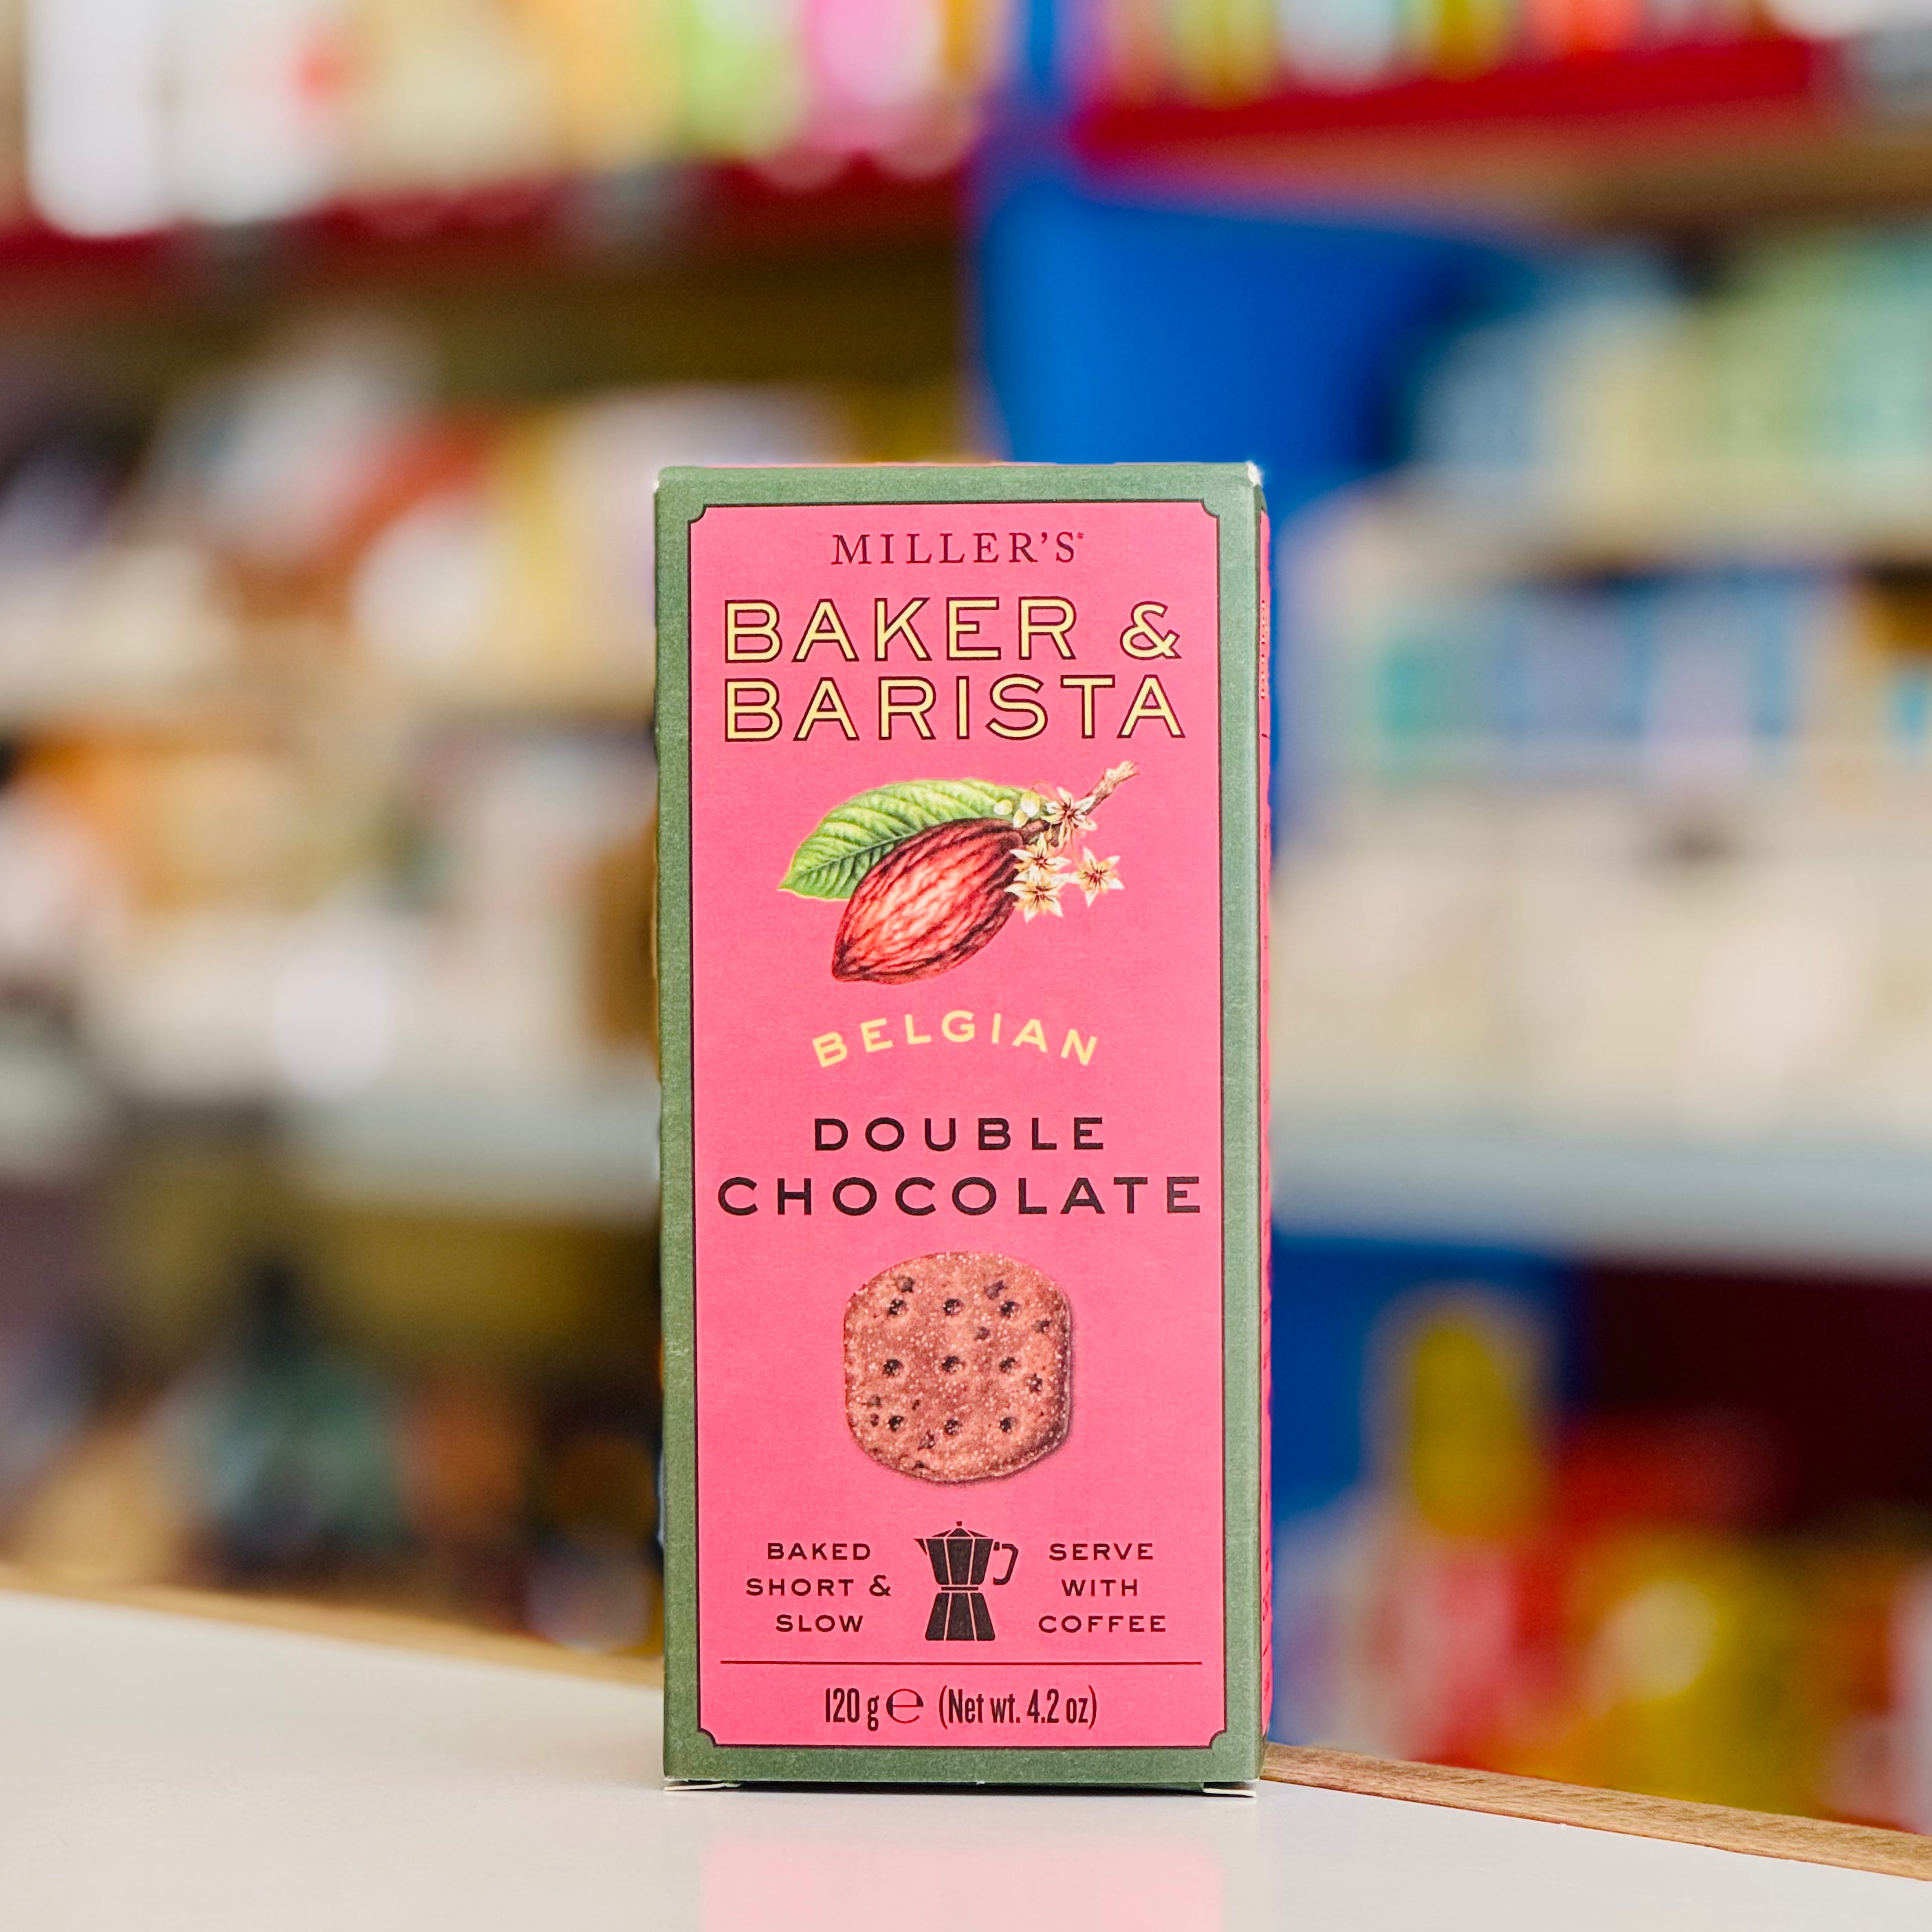 MILLER'S®
BAKER &
BARISTA
BELGIAN
DOUBLE
CHOCOLATE
BAKED
SHORT &
SLOW
SERVE
WITH
COFFEE
120 g ℮ (Net wt. 4.2 oz)